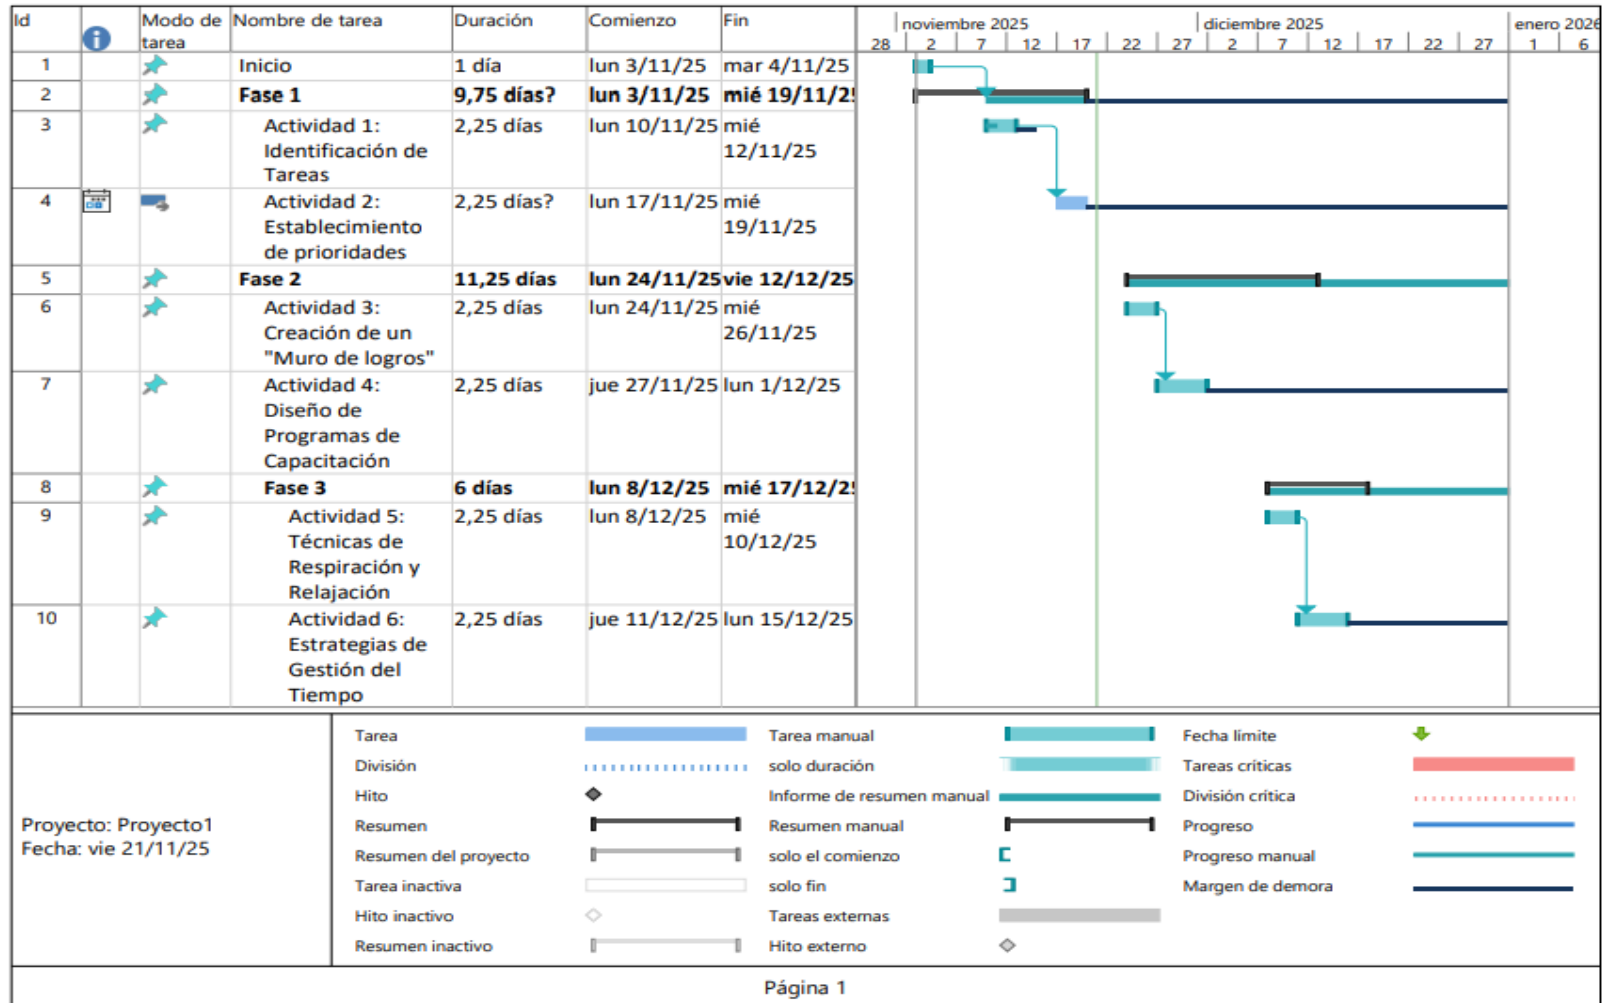 Id
Modo de tarea
Nombre de tarea
Duración
Comienzo
Fin
noviembre 2025
diciembre 2025
enero 2026
28 2 7 12 17 22 27 2 7 12 17 22 27 1 6
1 Inicio 1 día lun 3/11/25 mar 4/11/25
2 Fase 1 9,75 días? lun 3/11/25 mié 19/11/25
3 Actividad 1: 2,25 días lun 10/11/25 mié
Identificación de 12/11/25
Tareas
4 Actividad 2: 2,25 días? lun 17/11/25 mié
Establecimiento 19/11/25
de prioridades
5 Fase 2 11,25 días lun 24/11/25 vie 12/12/25
6 Actividad 3: 2,25 días lun 24/11/25 mié
Creación de un 26/11/25
"Muro de logros"
7 Actividad 4: 2,25 días jue 27/11/25 lun 1/12/25
Diseño de
Programas de
Capacitación
8 Fase 3 6 días lun 8/12/25 mié 17/12/25
9 Actividad 5: 2,25 días lun 8/12/25 mié
Técnicas de 10/12/25
Respiración y
Relajación
10 Actividad 6: 2,25 días jue 11/12/25 lun 15/12/25
Estrategias de
Gestión del
Tiempo
Proyecto: Proyecto1
Fecha: vie 21/11/25
Tarea
División
Hito
Resumen
Resumen del proyecto
Tarea inactiva
Hito inactivo
Resumen inactivo
Tarea manual
solo duración
Informe de resumen manual
Resumen manual
solo el comienzo
solo fin
Tareas externas
Hito externo
Fecha límite
Tareas críticas
División crítica
Progreso
Progreso manual
Margen de demora
Página 1